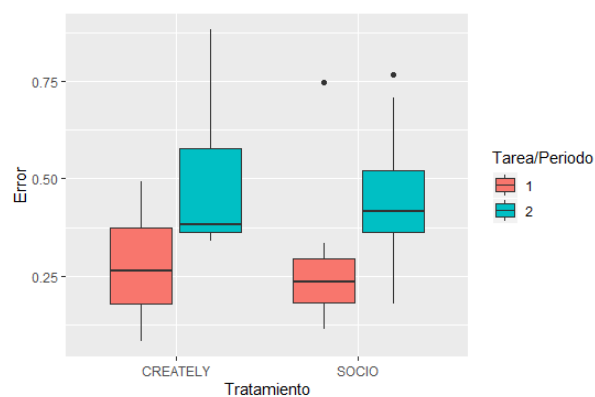 0.75
0.50
0.25
Error
CREATELY
SOCIO
Tratamiento
Tarea/Periodo
1
2